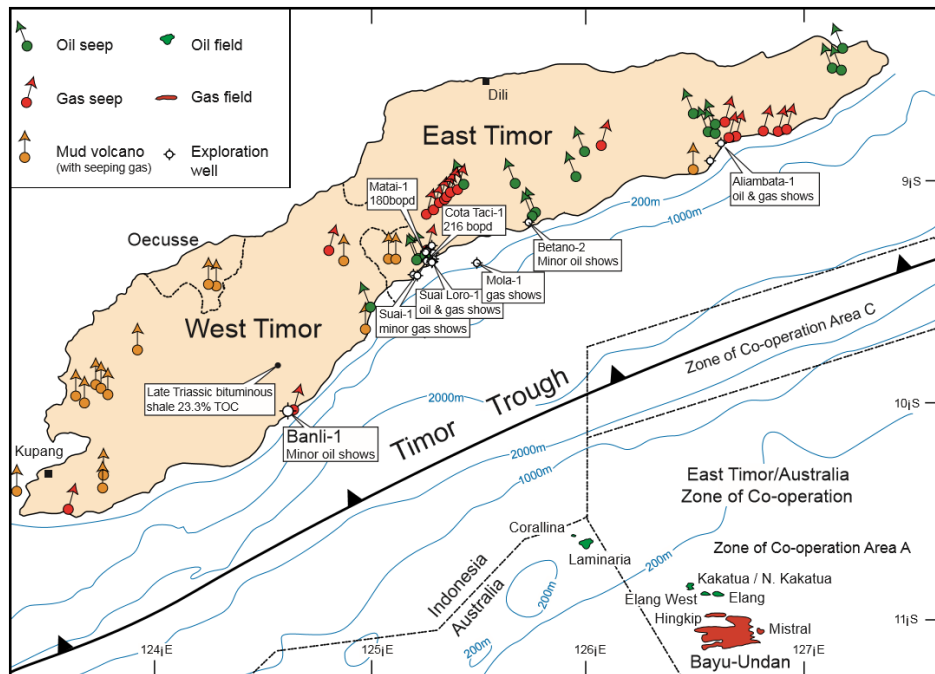 Oil seep
Oil field
Gas seep
Gas field
Mud volcano
(with seeping gas)
Exploration
well
Dili
East Timor
Matai-1
180bopd
Cota Taci-1
216 bopd
Aliambata-1
oil & gas shows
200m
1000m
9¡S
Oecusse
Betano-2
Minor oil shows
Mola-1
gas shows
Suai Loro-1
oil & gas shows
Suai-1
minor gas shows
West Timor
Late Triassic bituminous
shale 23.3% TOC
Banli-1
Minor oil shows
Kupang
Timor Trough
2000m
2000m
1000m
Zone of Co-operation Area C
10¡S
East Timor/Australia
Zone of Co-operation
Corallina
Laminaria
200m
Zone of Co-operation Area A
Indonesia
Australia
200m
200m
Kakatua / N. Kakatua
Elang West
Elang
Hingkip
Mistral
Bayu-Undan
11¡S
124¡E
125¡E
126¡E
127¡E